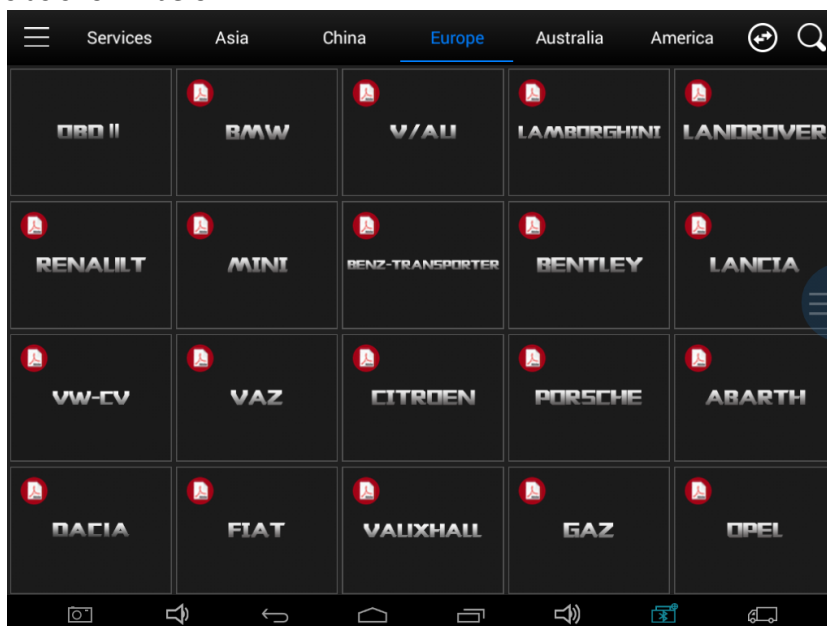 Services Asia China Europe Australia America
OBD II BMW V/AU LAMBORGHINI LANDROVER
RENAULT MINI BENZ-TRANSPORTER BENTLEY LANCIA
VW-CV VAZ CITROEN PORSCHE ABARTH
DACIA FIAT VAUXHALL GAZ OPEL